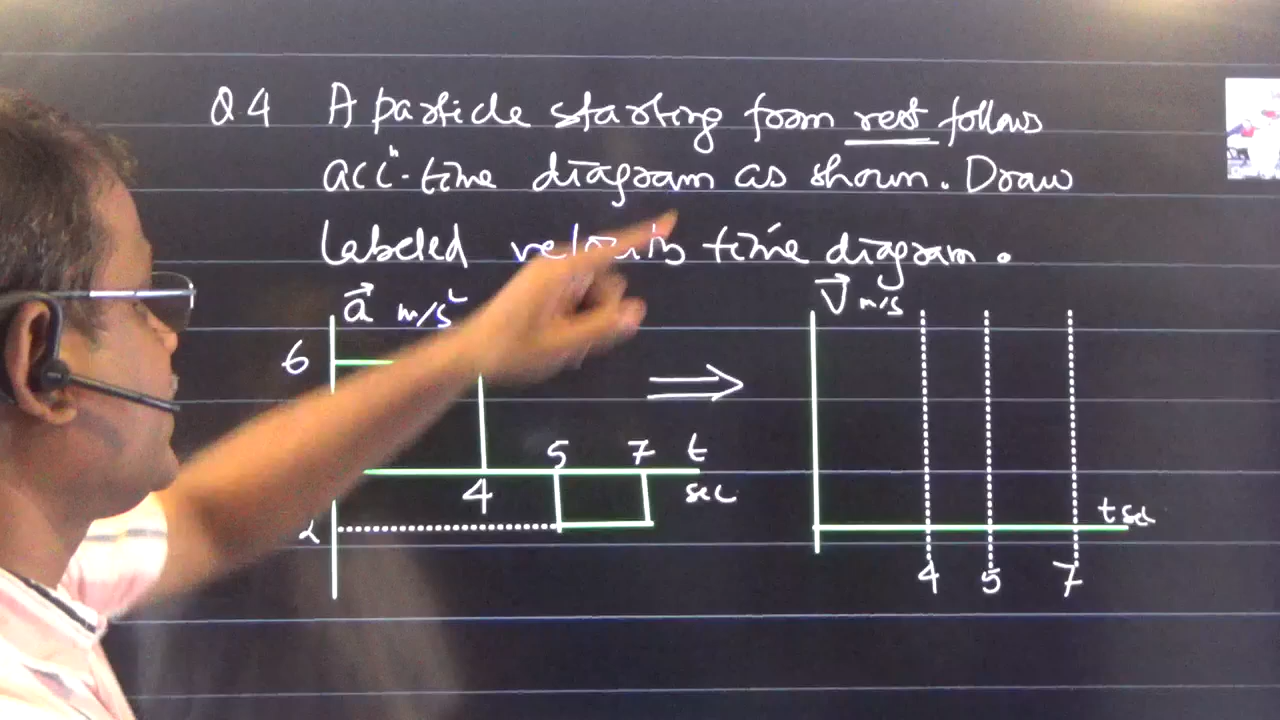 Q4 A particle starting from rest follows
accⁿ-time diagram as shown. Draw
labeled time diagram.
a⃗ m/s²
V⃗ m/s
6
5 7 t
4 sec
2
t sec
4 5 7